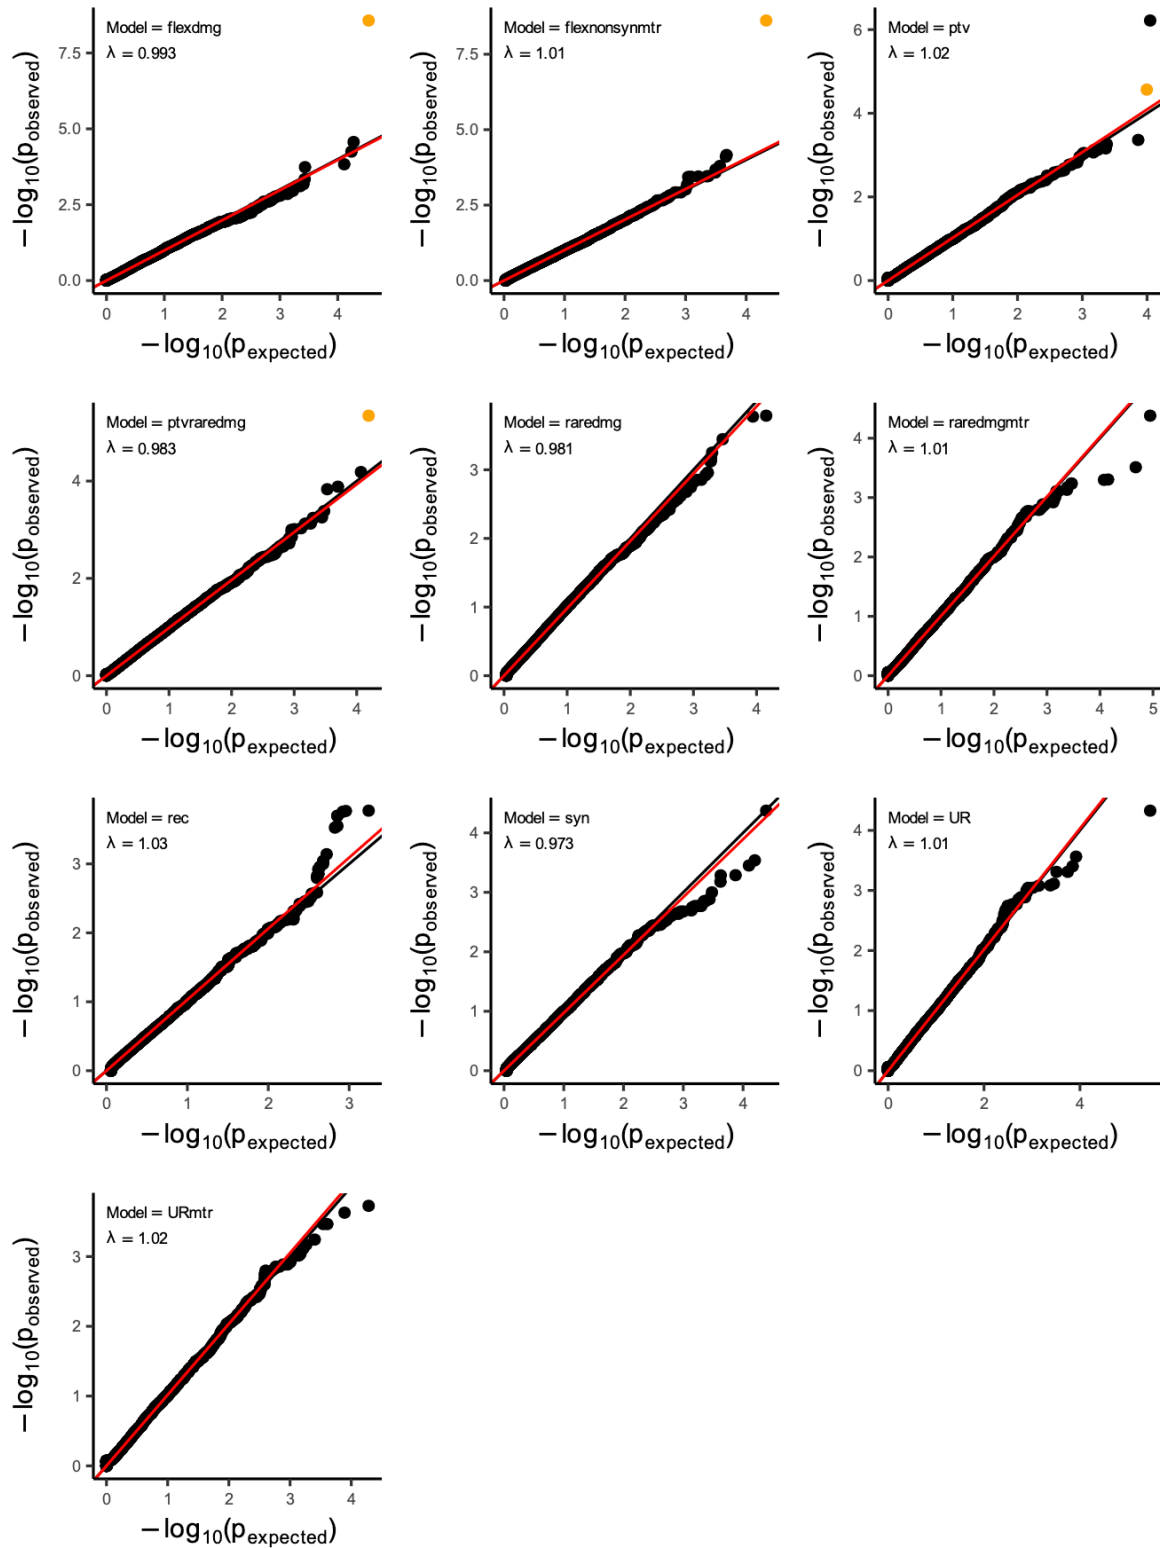 Model = flexdmg
λ = 0.993
7.5
5.0
2.5
0.0
−log10(pobserved)
0 1 2 3 4
−log10(pexpected)
Model = flexnonsynmtr
λ = 1.01
7.5
5.0
2.5
0.0
−log10(pobserved)
0 1 2 3 4
−log10(pexpected)
Model = ptv
λ = 1.02
6
4
2
0
−log10(pobserved)
0 1 2 3 4
−log10(pexpected)
Model = ptvraredmg
λ = 0.983
4
2
0
−log10(pobserved)
0 1 2 3 4
−log10(pexpected)
Model = raredmg
λ = 0.981
3
2
1
0
−log10(pobserved)
0 1 2 3 4
−log10(pexpected)
Model = raredmgmtr
λ = 1.01
4
3
2
1
0
−log10(pobserved)
0 1 2 3 4 5
−log10(pexpected)
Model = rec
λ = 1.03
3
2
1
0
−log10(pobserved)
0 1 2 3
−log10(pexpected)
Model = syn
λ = 0.973
4
3
2
1
0
−log10(pobserved)
0 1 2 3 4
−log10(pexpected)
Model = UR
λ = 1.01
4
3
2
1
0
−log10(pobserved)
0 2 4
−log10(pexpected)
Model = URmtr
λ = 1.02
3
2
1
0
−log10(pobserved)
0 1 2 3 4
−log10(pexpected)